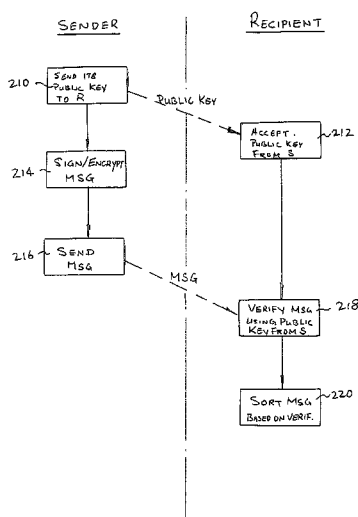 SENDER
RECIPIENT
210
SEND ITS
PUBLIC KEY
TO R
PUBLIC KEY
ACCEPT.
PUBLIC KEY
FROM S
212
214
SIGN/ENCRYPT
MSG
216
SEND
MSG
MSG
VERIFY MSG
USING PUBLIC
KEY FROM S
218
SORT MSG
BASED ON VERIF.
220